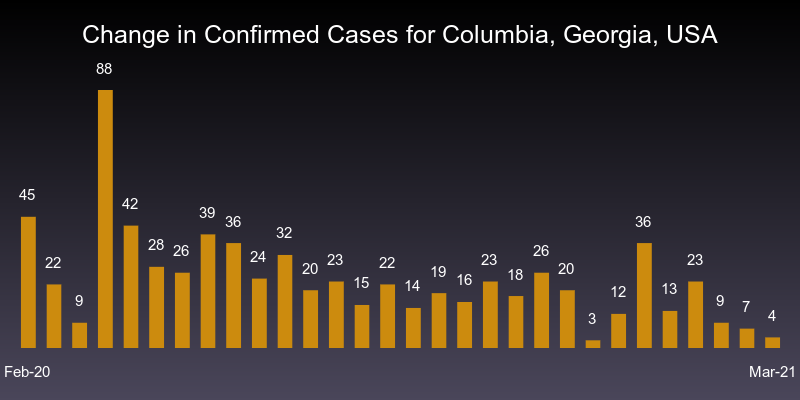 Change in Confirmed Cases for Columbia, Georgia, USA
45 22 9 88 42 28 26 39 36 24 32 20 23 15 22 14 19 16 23 18 26 20 3 12 36 13 23 9 7 4
Feb-20 Mar-21